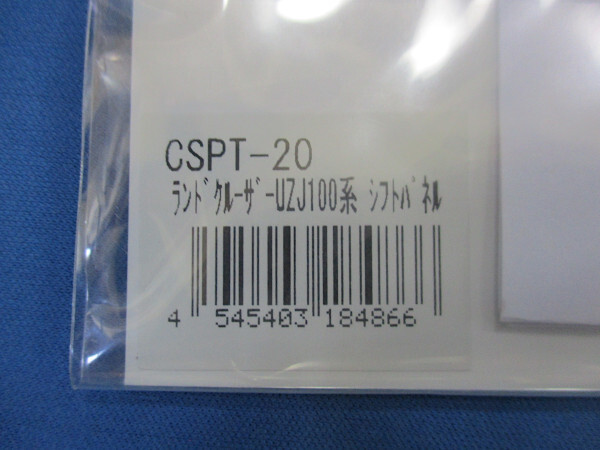 CSPT-20
ﾗﾝﾄﾞｸﾙｰｻﾞｰUZJ100系 ｼﾌﾄﾊﾟﾈﾙ
4 545403 184866